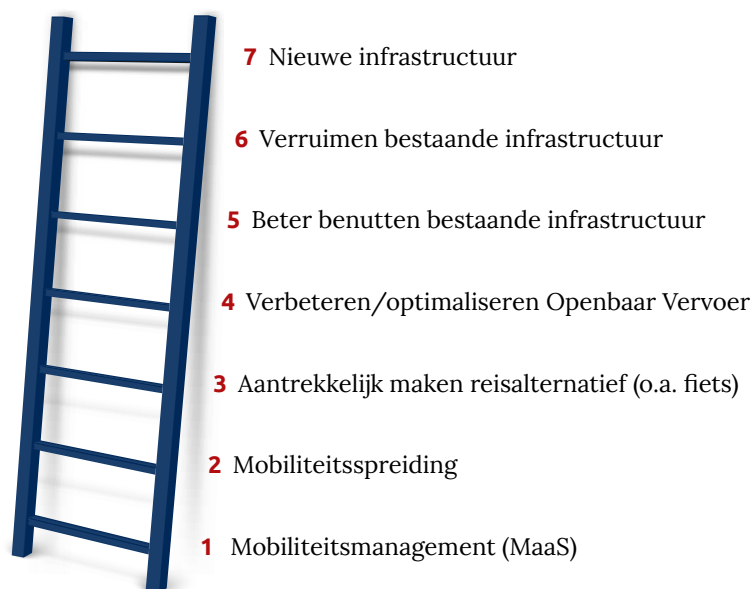 7 Nieuwe infrastructuur
6 Verruimen bestaande infrastructuur
5 Beter benutten bestaande infrastructuur
4 Verbeteren/optimaliseren Openbaar Vervoer
3 Aantrekkelijk maken reisalternatief (o.a. fiets)
2 Mobiliteitsspreiding
1 Mobiliteitsmanagement (MaaS)